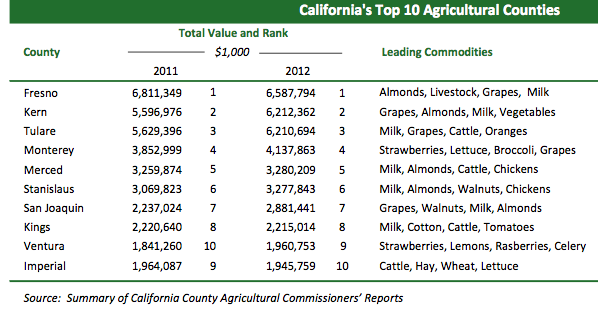 California's Top 10 Agricultural Counties
Total Value and Rank
County $1,000 Leading Commodities
2011 2012
Fresno 6,811,349 1 6,587,794 1 Almonds, Livestock, Grapes, Milk
Kern 5,596,976 2 6,212,362 2 Grapes, Almonds, Milk, Vegetables
Tulare 5,629,396 3 6,210,694 3 Milk, Grapes, Cattle, Oranges
Monterey 3,852,999 4 4,137,863 4 Strawberries, Lettuce, Broccoli, Grapes
Merced 3,259,874 5 3,280,209 5 Milk, Almonds, Cattle, Chickens
Stanislaus 3,069,823 6 3,277,843 6 Milk, Almonds, Walnuts, Chickens
San Joaquin 2,237,024 7 2,881,441 7 Grapes, Walnuts, Milk, Almonds
Kings 2,220,640 8 2,215,014 8 Milk, Cotton, Cattle, Tomatoes
Ventura 1,841,260 10 1,960,753 9 Strawberries, Lemons, Rasberries, Celery
Imperial 1,964,087 9 1,945,759 10 Cattle, Hay, Wheat, Lettuce
Source: Summary of California County Agricultural Commissioners' Reports